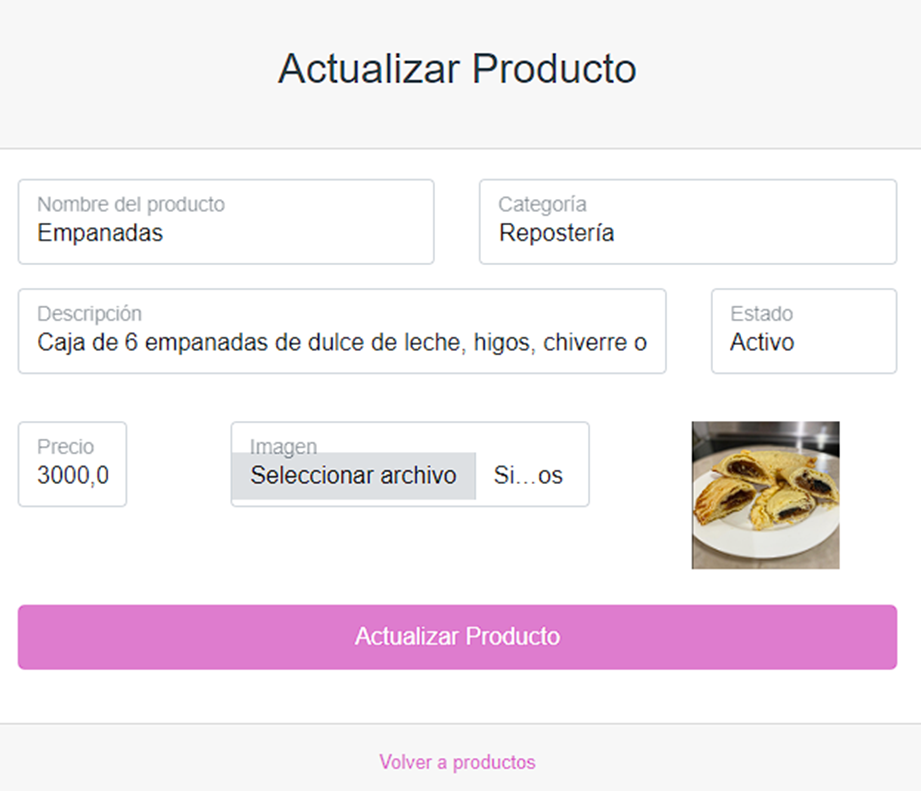 Actualizar Producto
Nombre del producto
Empanadas
Categoría
Repostería
Descripción
Caja de 6 empanadas de dulce de leche, higos, chiverre o
Estado
Activo
Precio
3000,0
Imagen
Seleccionar archivo Si...os
Actualizar Producto
Volver a productos